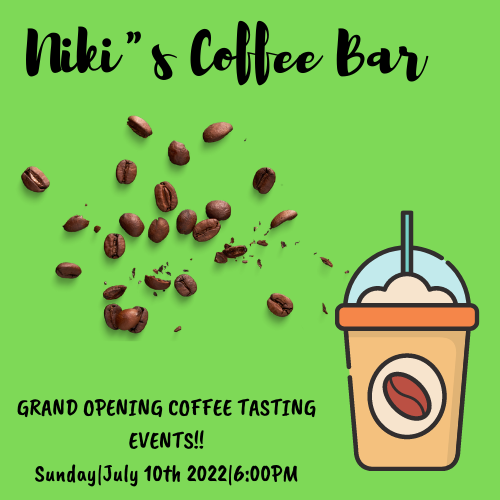 Niki"s Coffee Bar
GRAND OPENING COFFEE TASTING
EVENTS!!
Sunday|July 10th 2022|6:00PM